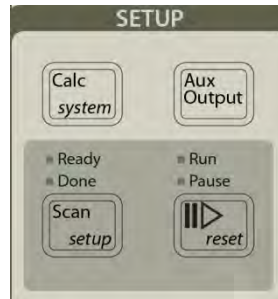 SETUP
Calc
system
Aux
Output
Ready
Done
Run
Pause
Scan
setup
reset